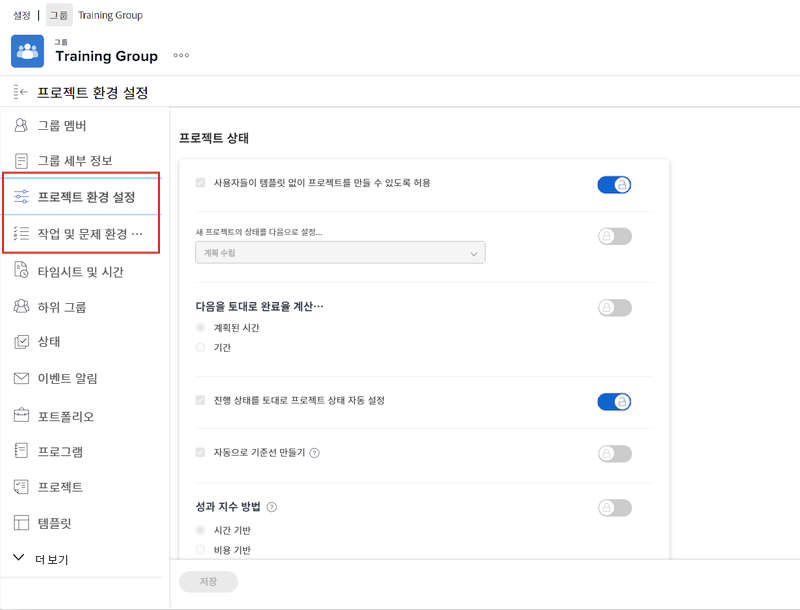 설정 | 그룹 Training Group
그룹
Training Group
프로젝트 환경 설정
그룹 멤버
그룹 세부 정보
프로젝트 환경 설정
작업 및 문제 환경 ⋯
타임시트 및 시간
하위 그룹
상태
이벤트 알림
포트폴리오
프로그램
프로젝트
템플릿
더 보기
프로젝트 상태
사용자들이 템플릿 없이 프로젝트를 만들 수 있도록 허용
새 프로젝트의 상태를 다음으로 설정...
계획 수립
다음을 토대로 완료율 계산⋯
계획된 시간
기간
진행 상태를 토대로 프로젝트 상태 자동 설정
자동으로 기준선 만들기 ?
성과 지수 방법 ?
시간 기반
비용 기반
저장